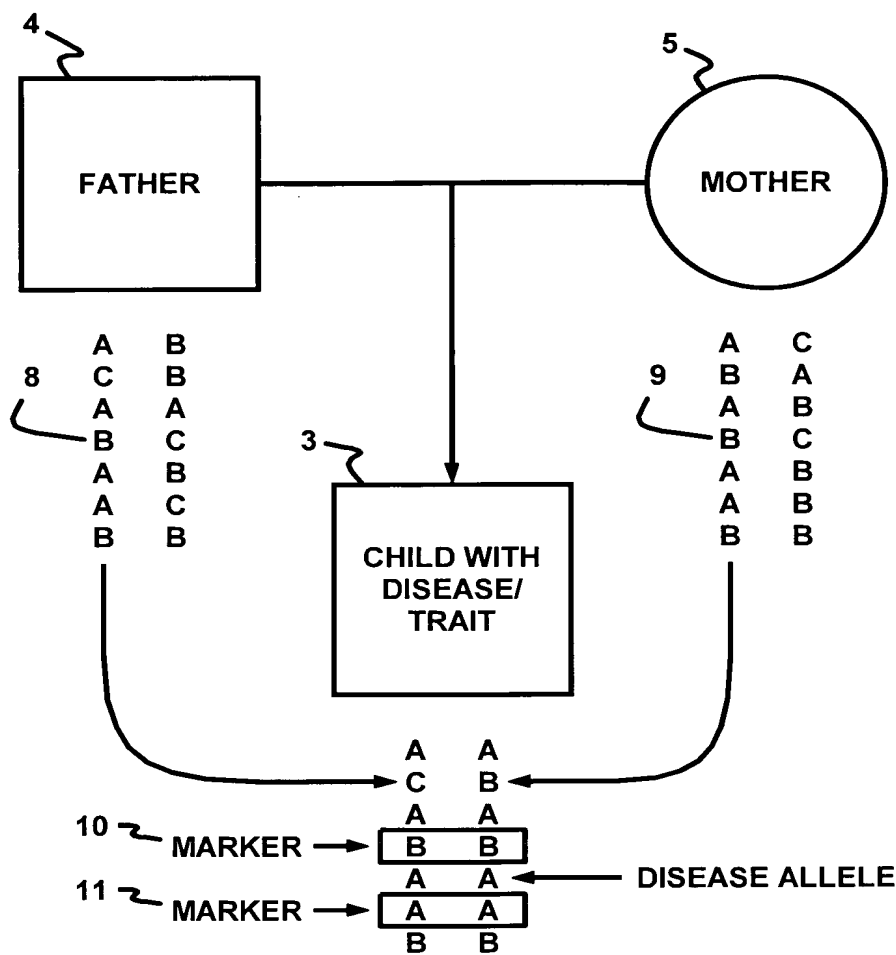 4
5
FATHER
MOTHER
A B
C B
A A
B C
A B
A C
B B
8
A C
B A
A B
B C
A B
A B
B B
9
3
CHILD WITH
DISEASE/
TRAIT
A A
C B
A A
10 MARKER B B
A A DISEASE ALLELE
11 MARKER A A
B B